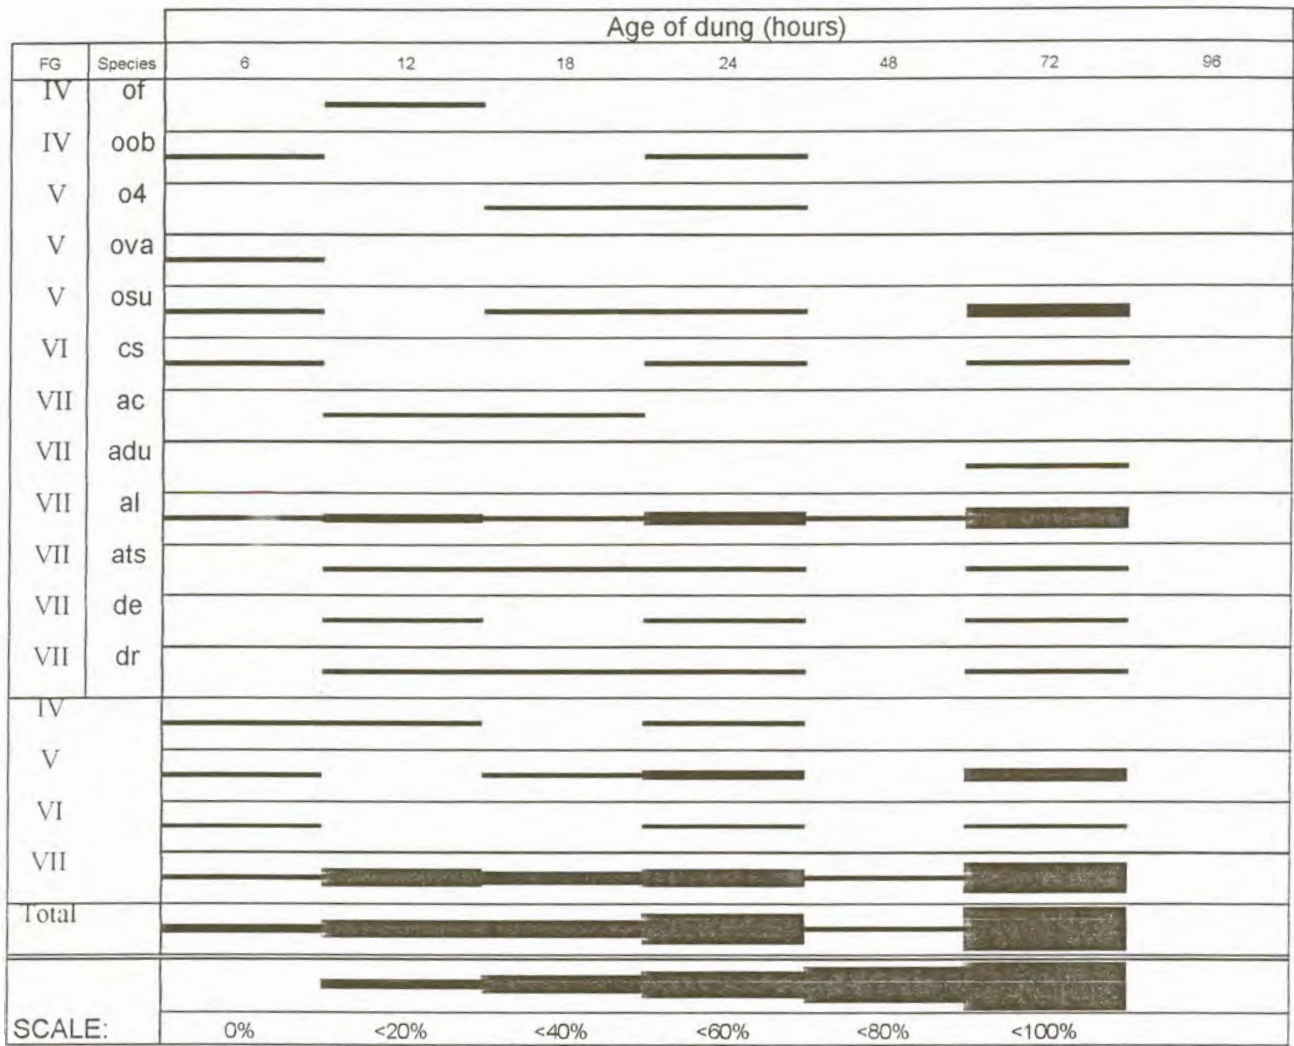 Age of dung (hours)
FG Species 6 12 18 24 48 72 96
IV of
IV oob
V o4
V ova
V osu
VI cs
VII ac
VII adu
VII al
VII ats
VII de
VII dr
IV
V
VI
VII
Total
SCALE: 0% <20% <40% <60% <80% <100%